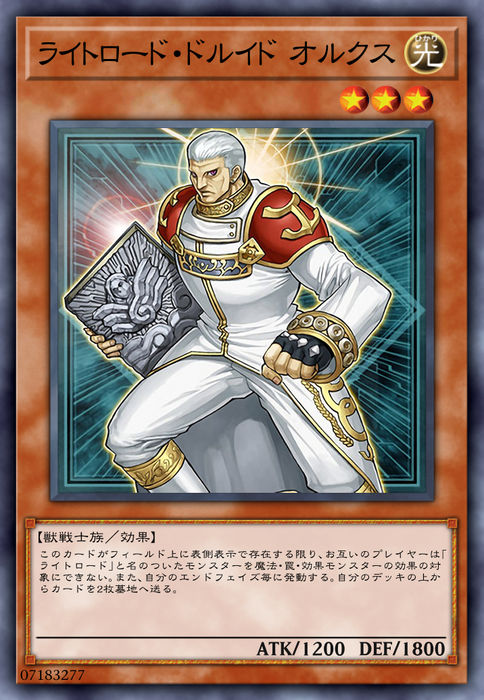 ライトロード・ドルイド オルクス
光
ひかり
【獣戦士族／効果】
このカードがフィールド上に表側表示で存在する限り、お互いのプレイヤーは「
ライトロード」と名のついたモンスターを魔法・罠・効果モンスターの効果の対
象にできない。また、自分のエンドフェイズ毎に発動する。自分のデッキの上か
らカードを2枚墓地へ送る。
ATK/1200 DEF/1800
07183277